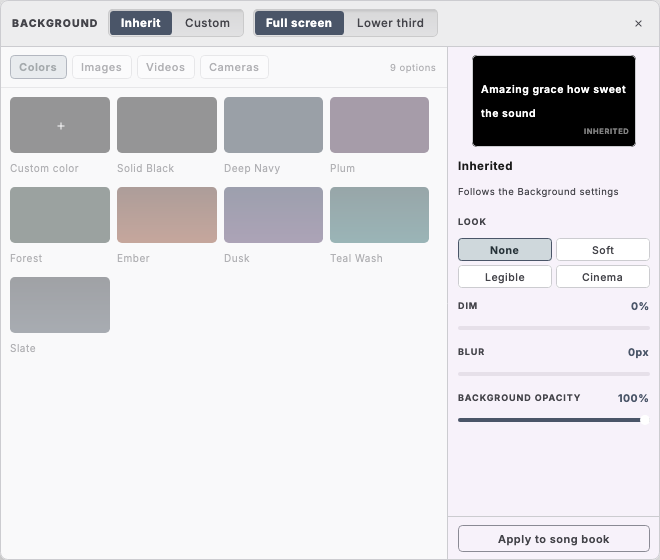 BACKGROUND Inherit Custom Full screen Lower third ×
Colors Images Videos Cameras 9 options
+
Custom color Solid Black Deep Navy Plum
Forest Ember Dusk Teal Wash
Slate
Amazing grace how sweet
the sound
INHERITED
Inherited
Follows the Background settings
LOOK
None Soft
Legible Cinema
DIM 0%
BLUR 0px
BACKGROUND OPACITY 100%
Apply to song book